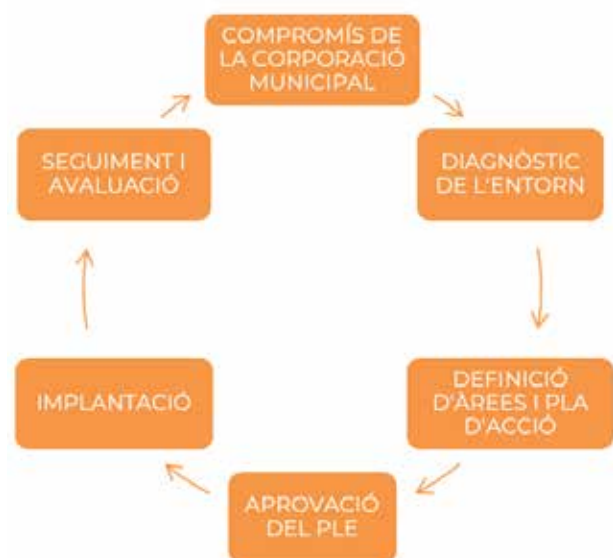 COMPROMÍS DE
LA CORPORACIÓ
MUNICIPAL
DIAGNÒSTIC
DE L'ENTORN
DEFINICIÓ
D'ÀREES I PLA
D'ACCIÓ
APROVACIÓ
DEL PLE
IMPLANTACIÓ
SEGUIMENT I
AVALUACIÓ